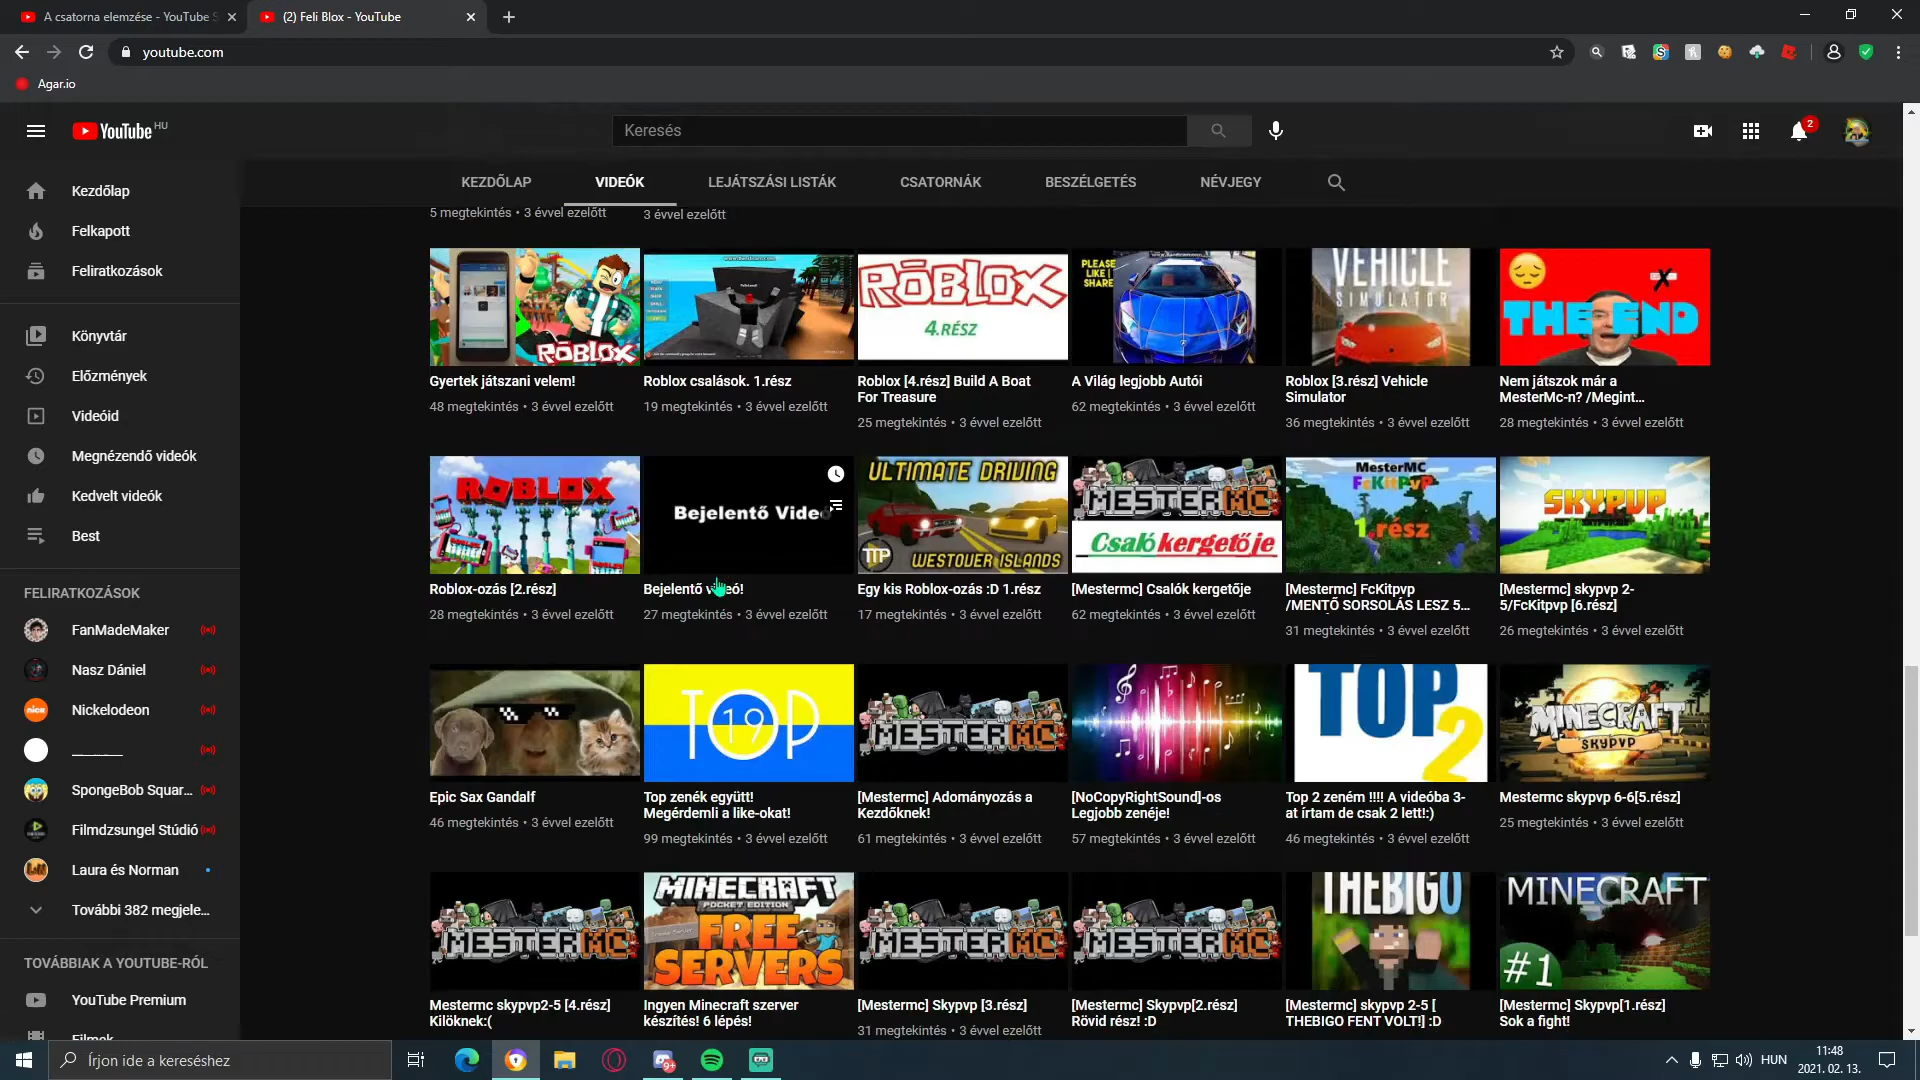 A csatorna elemzése - YouTube S
(2) Feli Blox - YouTube
youtube.com
Agar.io
YouTube HU
Keresés
2
KEZDŐLAP
VIDEÓK
LEJÁTSZÁSI LISTÁK
CSATORNÁK
BESZÉLGETÉS
NÉVJEGY
Kezdőlap
Felkapott
Feliratkozások
Könyvtár
Előzmények
Videóid
Megnézendő videók
Kedvelt videók
Best
FELIRATKOZÁSOK
FanMadeMaker
Nasz Dániel
Nickelodeon
SpongeBob Squar...
Filmdzsungel Stúdió
Laura és Norman
További 382 megjele...
TOVÁBBIAK A YOUTUBE-RÓL
YouTube Premium
Filmek
5 megtekintés • 3 évvel ezelőtt
3 évvel ezelőtt
ROBLOX
ROBLOX
4.RÉSZ
PLEASE
LIKE |
SHARE
VEHICLE
SIMULATOR
THE END
Gyertek játszani velem!
48 megtekintés • 3 évvel ezelőtt
Roblox csalások. 1.rész
19 megtekintés • 3 évvel ezelőtt
Roblox [4.rész] Build A Boat
For Treasure
25 megtekintés • 3 évvel ezelőtt
A Világ legjobb Autói
62 megtekintés • 3 évvel ezelőtt
Roblox [3.rész] Vehicle
Simulator
36 megtekintés • 3 évvel ezelőtt
Nem játszok már a
MesterMc-n? /Megint...
28 megtekintés • 3 évvel ezelőtt
ROBLOX
Bejelentő Videó
ULTIMATE DRIVING
TTP
WESTOVER ISLANDS
MESTERMC
Csaló kergetője
MesterMC
FcKitPvP
1.rész
SKYPVP
Roblox-ozás [2.rész]
28 megtekintés • 3 évvel ezelőtt
Bejelentő videó!
27 megtekintés • 3 évvel ezelőtt
Egy kis Roblox-ozás :D 1.rész
17 megtekintés • 3 évvel ezelőtt
[Mestermc] Csalók kergetője
62 megtekintés • 3 évvel ezelőtt
[Mestermc] FcKitpvp
/MENTŐ SORSOLÁS LESZ 5...
31 megtekintés • 3 évvel ezelőtt
[Mestermc] skypvp 2-
5/FcKitpvp [6.rész]
26 megtekintés • 3 évvel ezelőtt
TOP
19
MESTERMC
TOP
2
MINECRAFT
SKYPVP
Epic Sax Gandalf
46 megtekintés • 3 évvel ezelőtt
Top zenék együtt!
Megérdemli a like-okat!
99 megtekintés • 3 évvel ezelőtt
[Mestermc] Adományozás a
Kezdőknek!
61 megtekintés • 3 évvel ezelőtt
[NoCopyRightSound]-os
Legjobb zenéje!
57 megtekintés • 3 évvel ezelőtt
Top 2 zeném !!!! A videóba 3-
at írtam de csak 2 lett!:)
46 megtekintés • 3 évvel ezelőtt
Mestermc skypvp 6-6[5.rész]
25 megtekintés • 3 évvel ezelőtt
MESTERMC
MINECRAFT
POCKET EDITION
FREE
SERVERS
MESTERMC
MESTERMC
THEBIGO
MINECRAFT
#1
Mestermc skypvp2-5 [4.rész]
Kilöknek:(
Ingyen Minecraft szerver
készítés! 6 lépés!
[Mestermc] Skypvp [3.rész]
31 megtekintés • 3 évvel ezelőtt
[Mestermc] Skypvp[2.rész]
Rövid rész! :D
[Mestermc] skypvp 2-5 [
THEBIGO FENT VOLT!] :D
[Mestermc] Skypvp[1.rész]
Sok a fight!
Írjon ide a kereséshez
9+
HUN
11:48
2021. 02. 13.